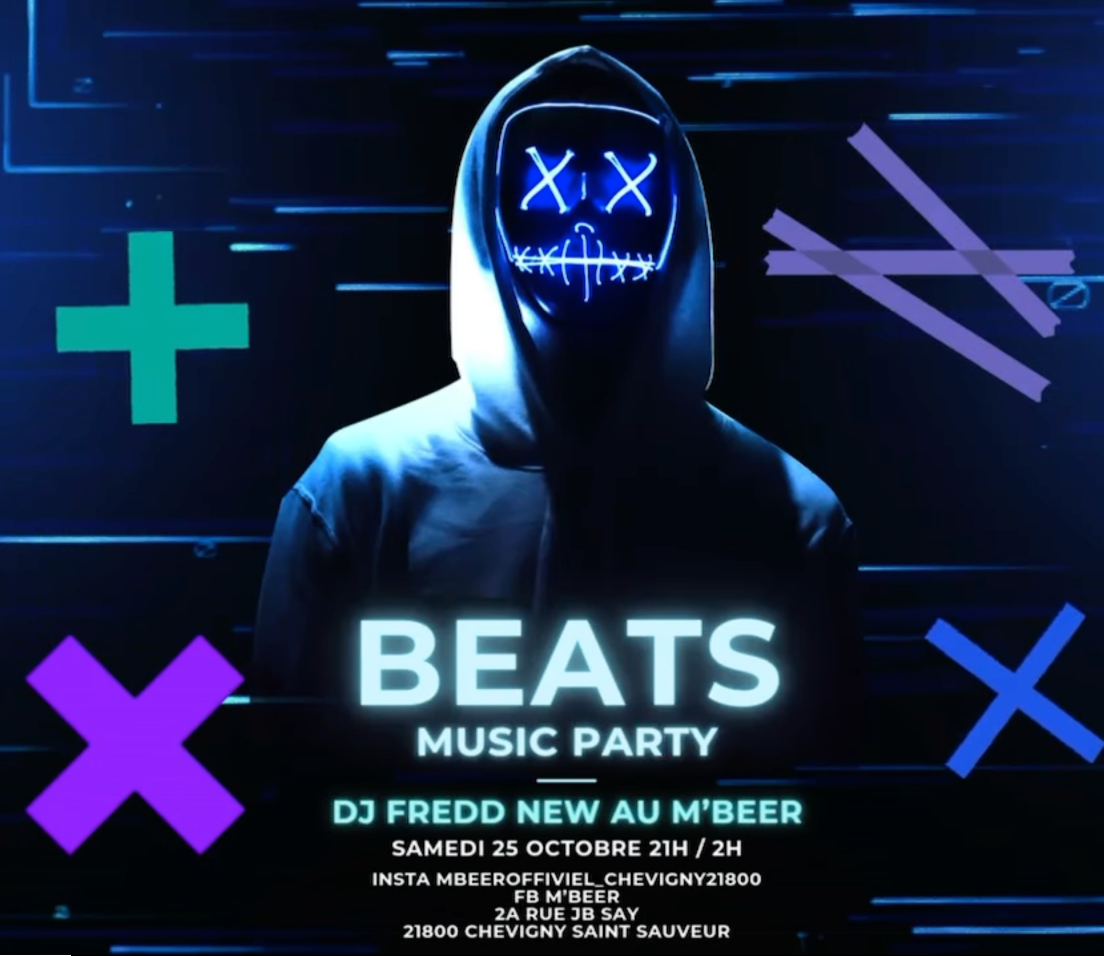 BEATS
MUSIC PARTY
DJ FREDD NEW AU M'BEER
SAMEDI 25 OCTOBRE 21H / 2H
INSTA MBEEROFFIVIEL_CHEVIGNY21800
FB M'BEER
2A RUE JB SAY
21800 CHEVIGNY SAINT SAUVEUR